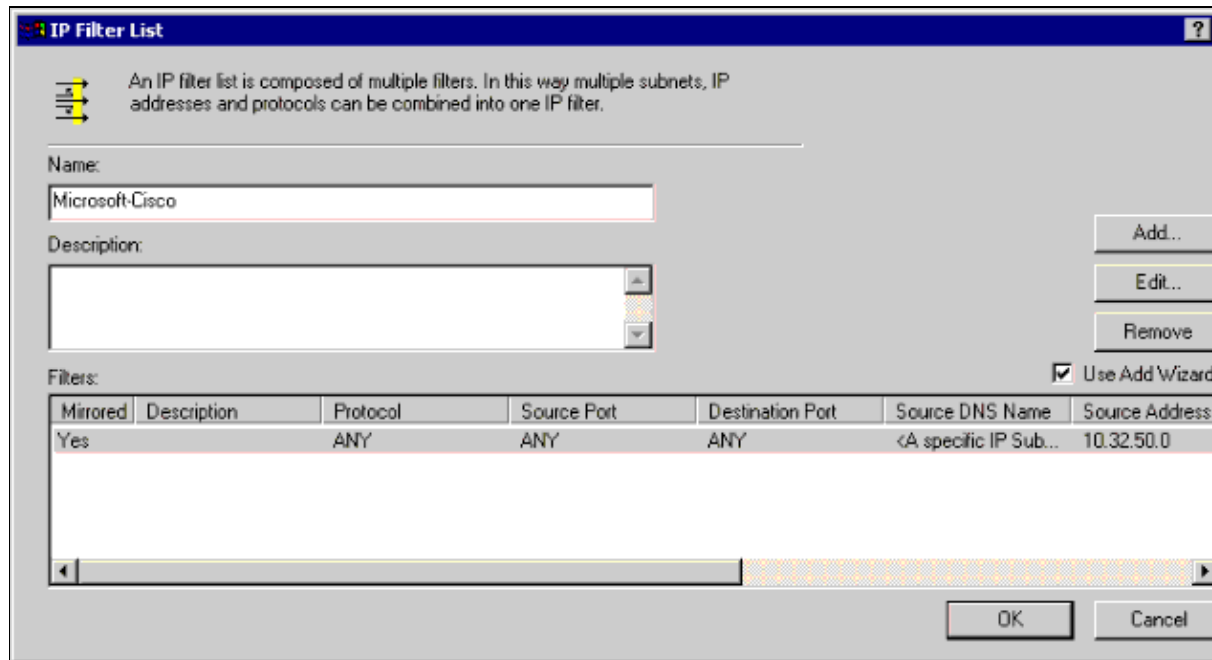 IP Filter List
?
An IP filter list is composed of multiple filters. In this way multiple subnets, IP
addresses and protocols can be combined into one IP filter.
Name:
Microsoft-Cisco
Add...
Description:
Edit...
Remove
Filters:
Use Add Wizard
Mirrored Description Protocol Source Port Destination Port Source DNS Name Source Address
Yes ANY ANY ANY <A specific IP Sub... 10.32.50.0
OK Cancel